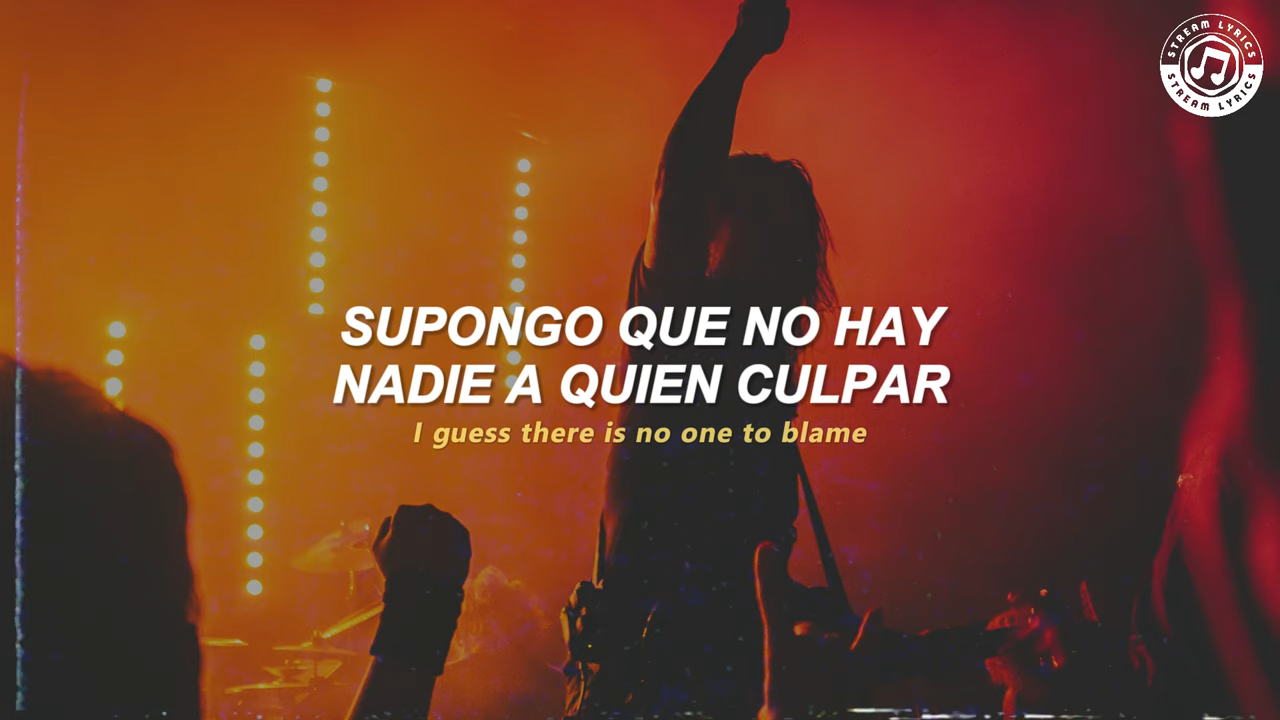 STREAM LYRICS
STREAM LYRICS
SUPONGO QUE NO HAY
NADIE A QUIEN CULPAR
I guess there is no one to blame